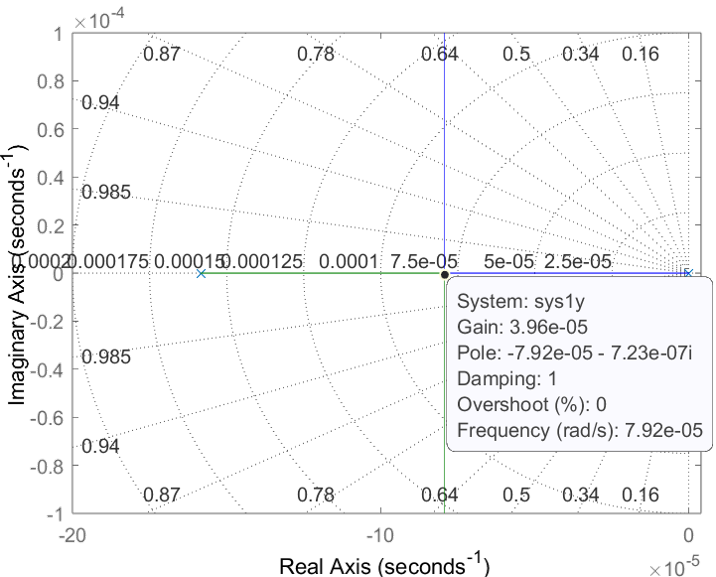 ×10⁻⁴
1
0.8
0.6
0.4
0.2
0
-0.2
-0.4
-0.6
-0.8
-1
Imaginary Axis (seconds⁻¹)
0.87 0.78 0.64 0.5 0.34 0.16
0.94
0.985
0.000175 0.00015 0.000125 0.0001 7.5e-05 5e-05 2.5e-05
System: sys1y
Gain: 3.96e-05
Pole: -7.92e-05 - 7.23e-07i
Damping: 1
Overshoot (%): 0
Frequency (rad/s): 7.92e-05
0.985
0.94
0.87 0.78 0.64 0.5 0.34 0.16
-20 -10 0
Real Axis (seconds⁻¹)
×10⁻⁵